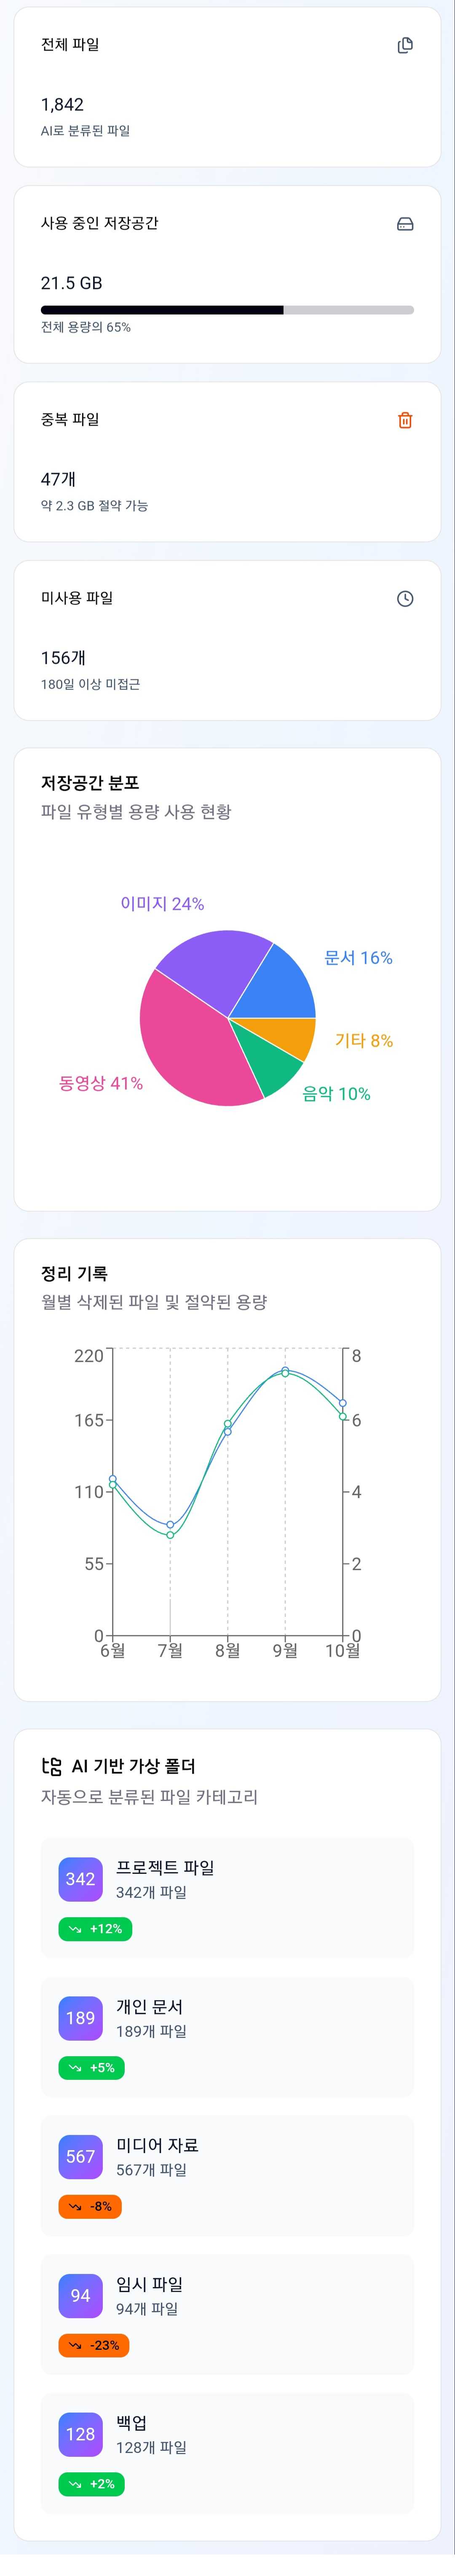 전체 파일
1,842
AI로 분류된 파일
사용 중인 저장공간
21.5 GB
전체 용량의 65%
중복 파일
47개
약 2.3 GB 절약 가능
미사용 파일
156개
180일 이상 미접근
저장공간 분포
파일 유형별 용량 사용 현황
이미지 24%
문서 16%
기타 8%
동영상 41%
음악 10%
정리 기록
월별 삭제된 파일 및 절약된 용량
220 8
165 6
110 4
55 2
0 0
6월 7월 8월 9월 10월
AI 기반 가상 폴더
자동으로 분류된 파일 카테고리
342 프로젝트 파일
342개 파일
+12%
189 개인 문서
189개 파일
+5%
567 미디어 자료
567개 파일
-8%
94 임시 파일
94개 파일
-23%
128 백업
128개 파일
+2%